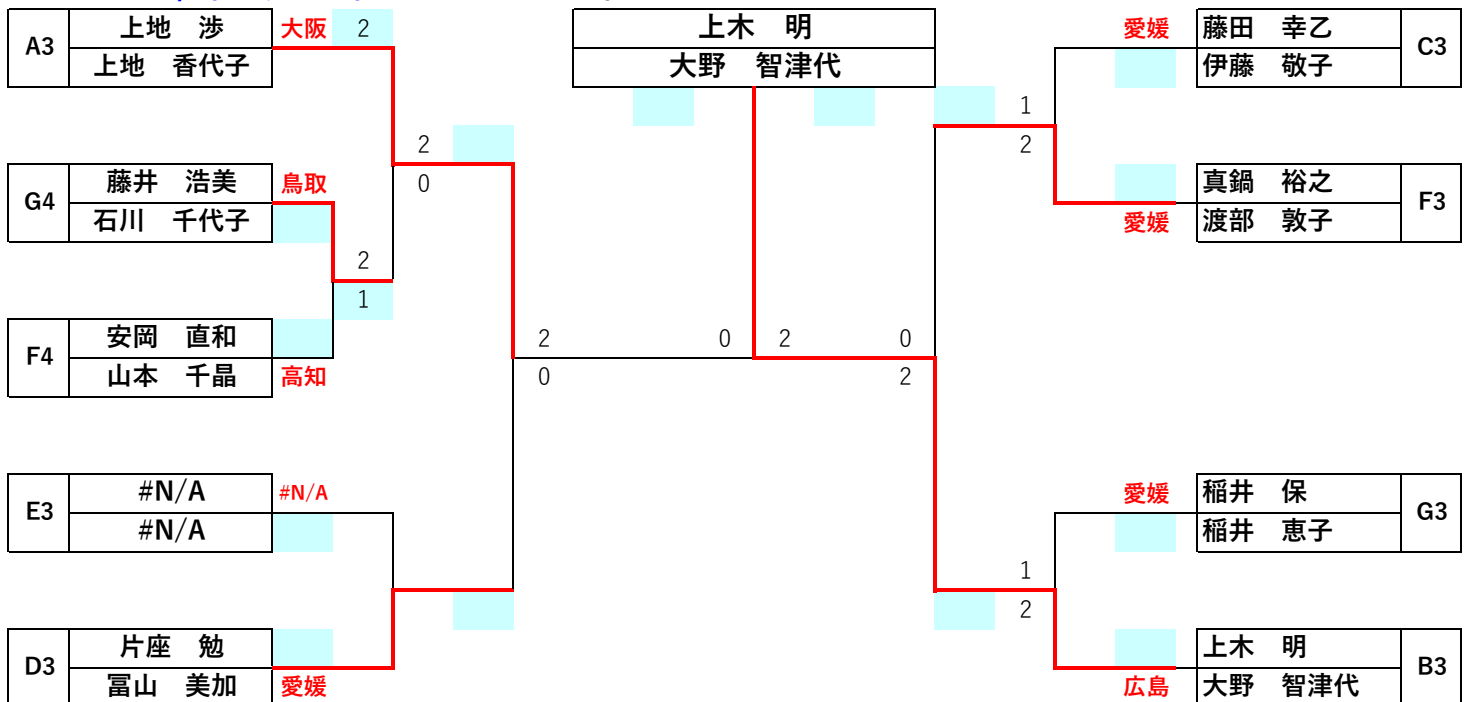 A3
上地　渉
上地　香代子
大阪
2
G4
藤井　浩美
石川　千代子
鳥取
2
1
F4
安岡　直和
山本　千晶
高知
2
0
E3
#N/A
#N/A
#N/A
D3
片座　勉
冨山　美加
愛媛
2
0
上木　明
大野　智津代
0
2
0
2
1
2
愛媛
藤田　幸乙
伊藤　敬子
C3
愛媛
真鍋　裕之
渡部　敦子
F3
1
2
愛媛
稲井　保
稲井　恵子
G3
広島
上木　明
大野　智津代
B3